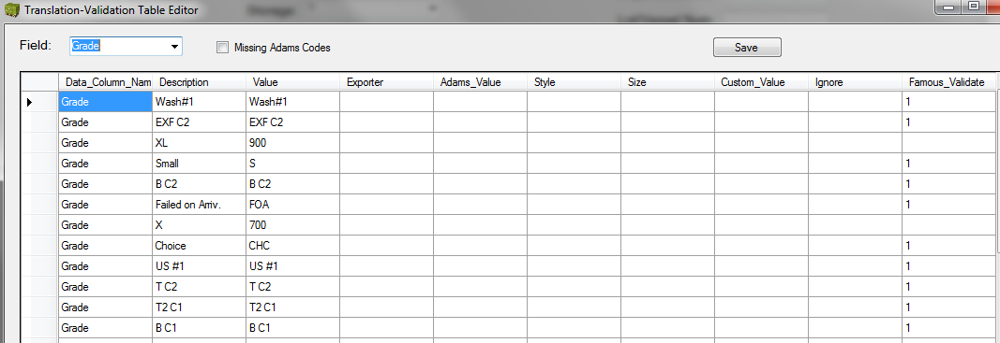 Translation-Validation Table Editor
Field: Grade Missing Adams Codes Save
Data_Column_Nam Description Value Exporter Adams_Value Style Size Custom_Value Ignore Famous_Validate
Grade Wash#1 Wash#1 1
Grade EXF C2 EXF C2 1
Grade XL 900
Grade Small S 1
Grade B C2 B C2 1
Grade Failed on Arriv. FOA 1
Grade X 700
Grade Choice CHC 1
Grade US #1 US #1 1
Grade T C2 T C2 1
Grade T2 C1 T2 C1 1
Grade B C1 B C1 1